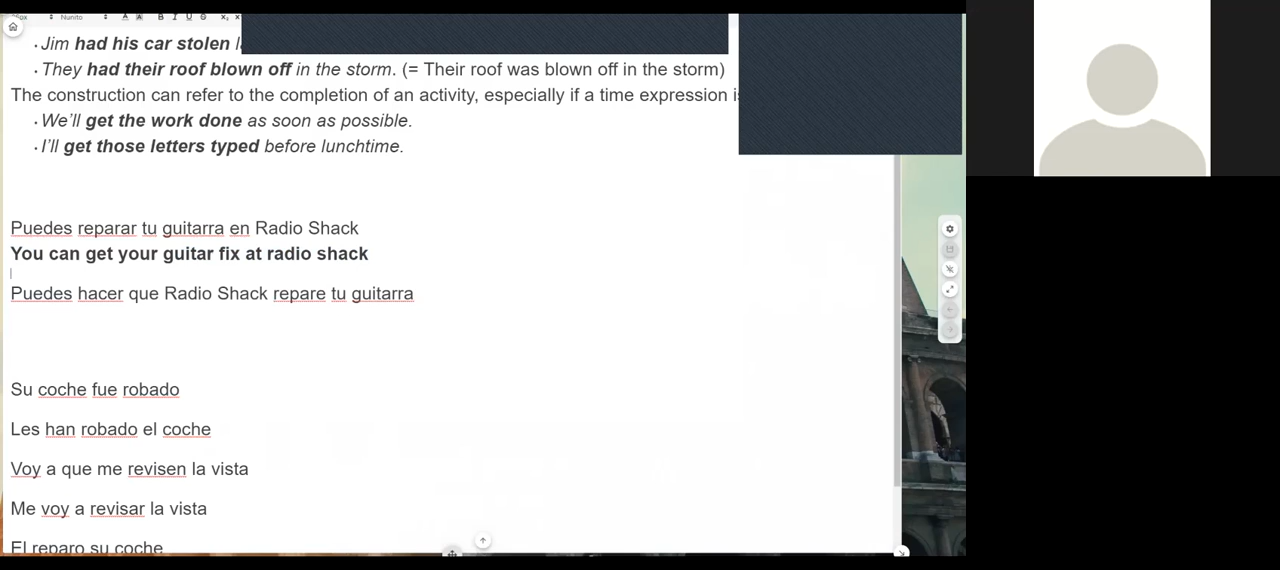 Nunito B I U S X₂ X
Jim had his car stolen
They had their roof blown off in the storm. (= Their roof was blown off in the storm)
The construction can refer to the completion of an activity, especially if a time expression
We'll get the work done as soon as possible.
I'll get those letters typed before lunchtime.
Puedes reparar tu guitarra en Radio Shack
You can get your guitar fix at radio shack
Puedes hacer que Radio Shack repare tu guitarra
Su coche fue robado
Les han robado el coche
Voy a que me revisen la vista
Me voy a revisar la vista
El reparo su coche